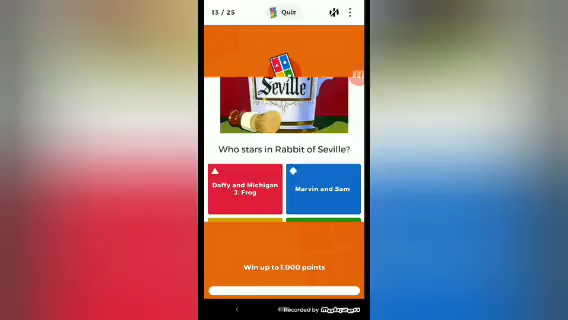 13 / 25
Quiz
Seville
Who stars in Rabbit of Seville?
Daffy and Michigan
J. Frog
Marvin and Sam
Win up to 1,000 points
Recorded by